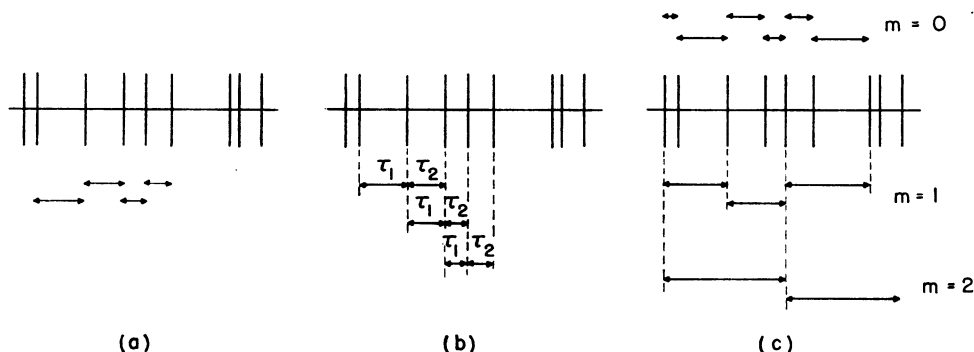 m = 0
τ₁ τ₂
τ₁ τ₂
τ₁ τ₂
m = 1
m = 2
(a)
(b)
(c)